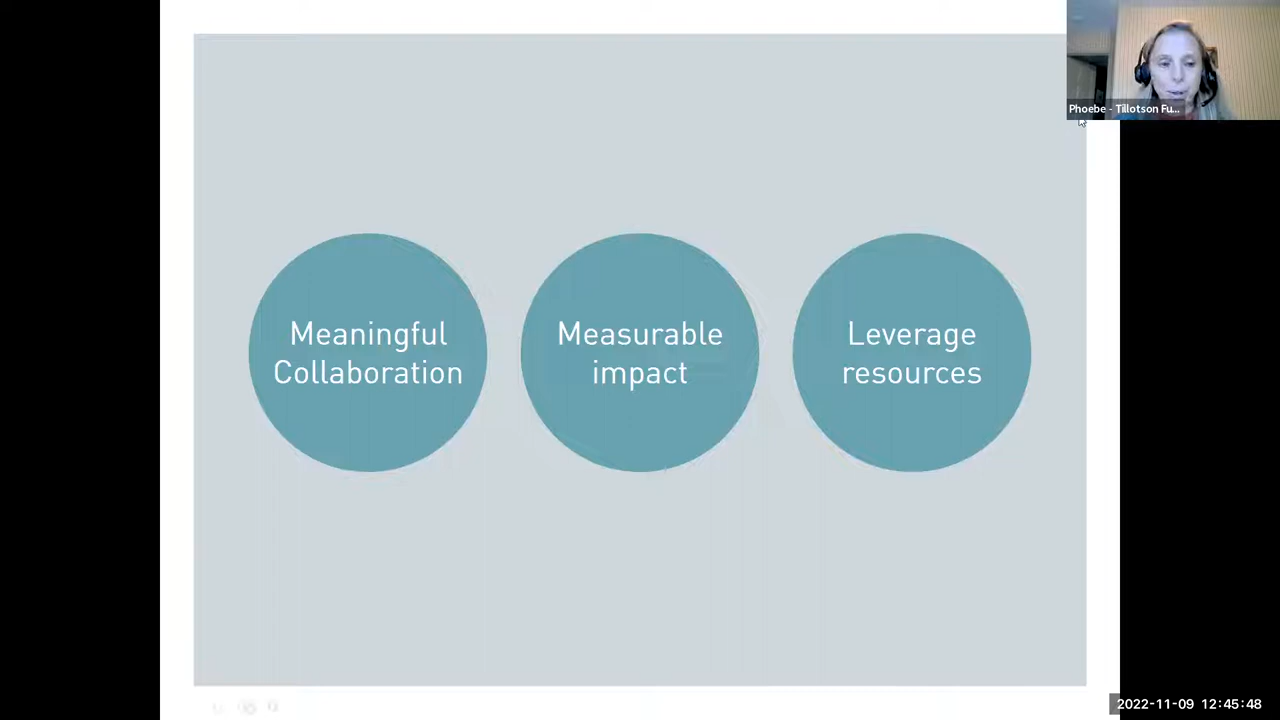 Phoebe - Tillotson Fu...
Meaningful
Collaboration
Measurable
impact
Leverage
resources
2022-11-09 12:45:48